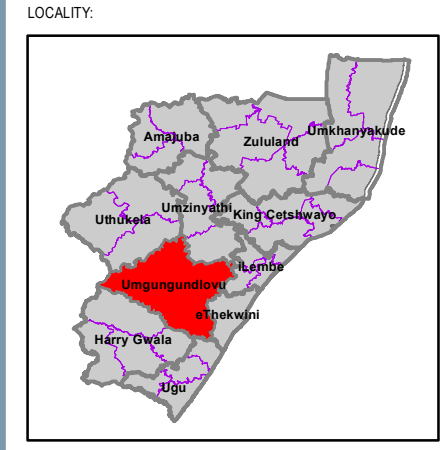 LOCALITY:
Amajuba
Zululand
Umkhanyakude
Uthukela
Umzinyathi
King Cetshwayo
iLembe
Umgungundlovu
eThekwini
Harry Gwala
Ugu